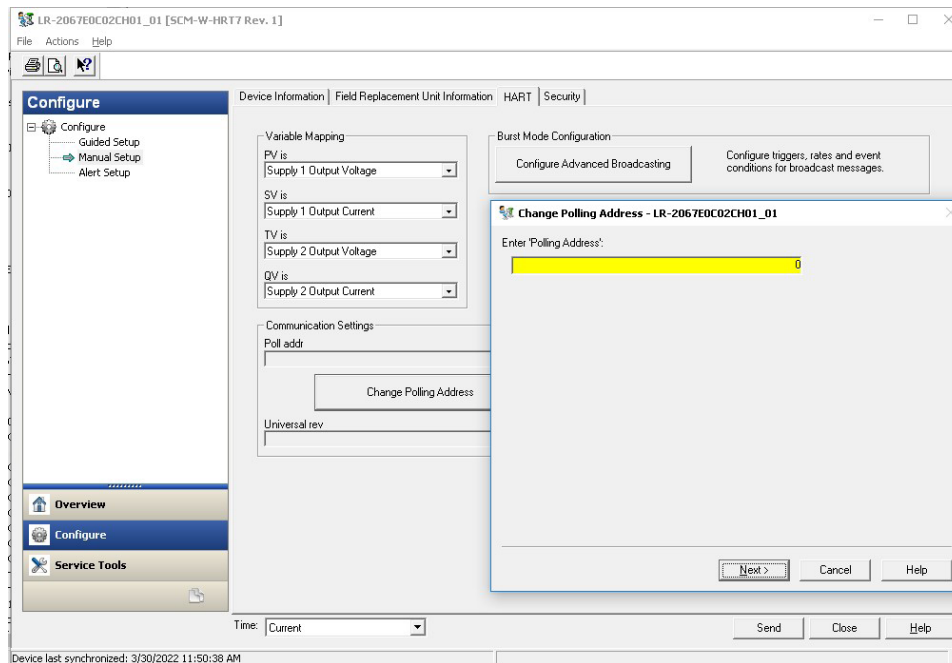 LR-2067E0C02CH01_01 [SCM-W-HRT7 Rev. 1]
File Actions Help
Configure
Configure
Guided Setup
Manual Setup
Alert Setup
Overview
Configure
Service Tools
Device Information Field Replacement Unit Information HART Security
Variable Mapping
PV is
Supply 1 Output Voltage
SV is
Supply 1 Output Current
TV is
Supply 2 Output Voltage
QV is
Supply 2 Output Current
Communication Settings
Poll addr
Change Polling Address
Universal rev
Burst Mode Configuration
Configure Advanced Broadcasting
Configure triggers, rates and event
conditions for broadcast messages.
Change Polling Address - LR-2067E0C02CH01_01
Enter 'Polling Address':
0
Next > Cancel Help
Time: Current
Send Close Help
Device last synchronized: 3/30/2022 11:50:38 AM